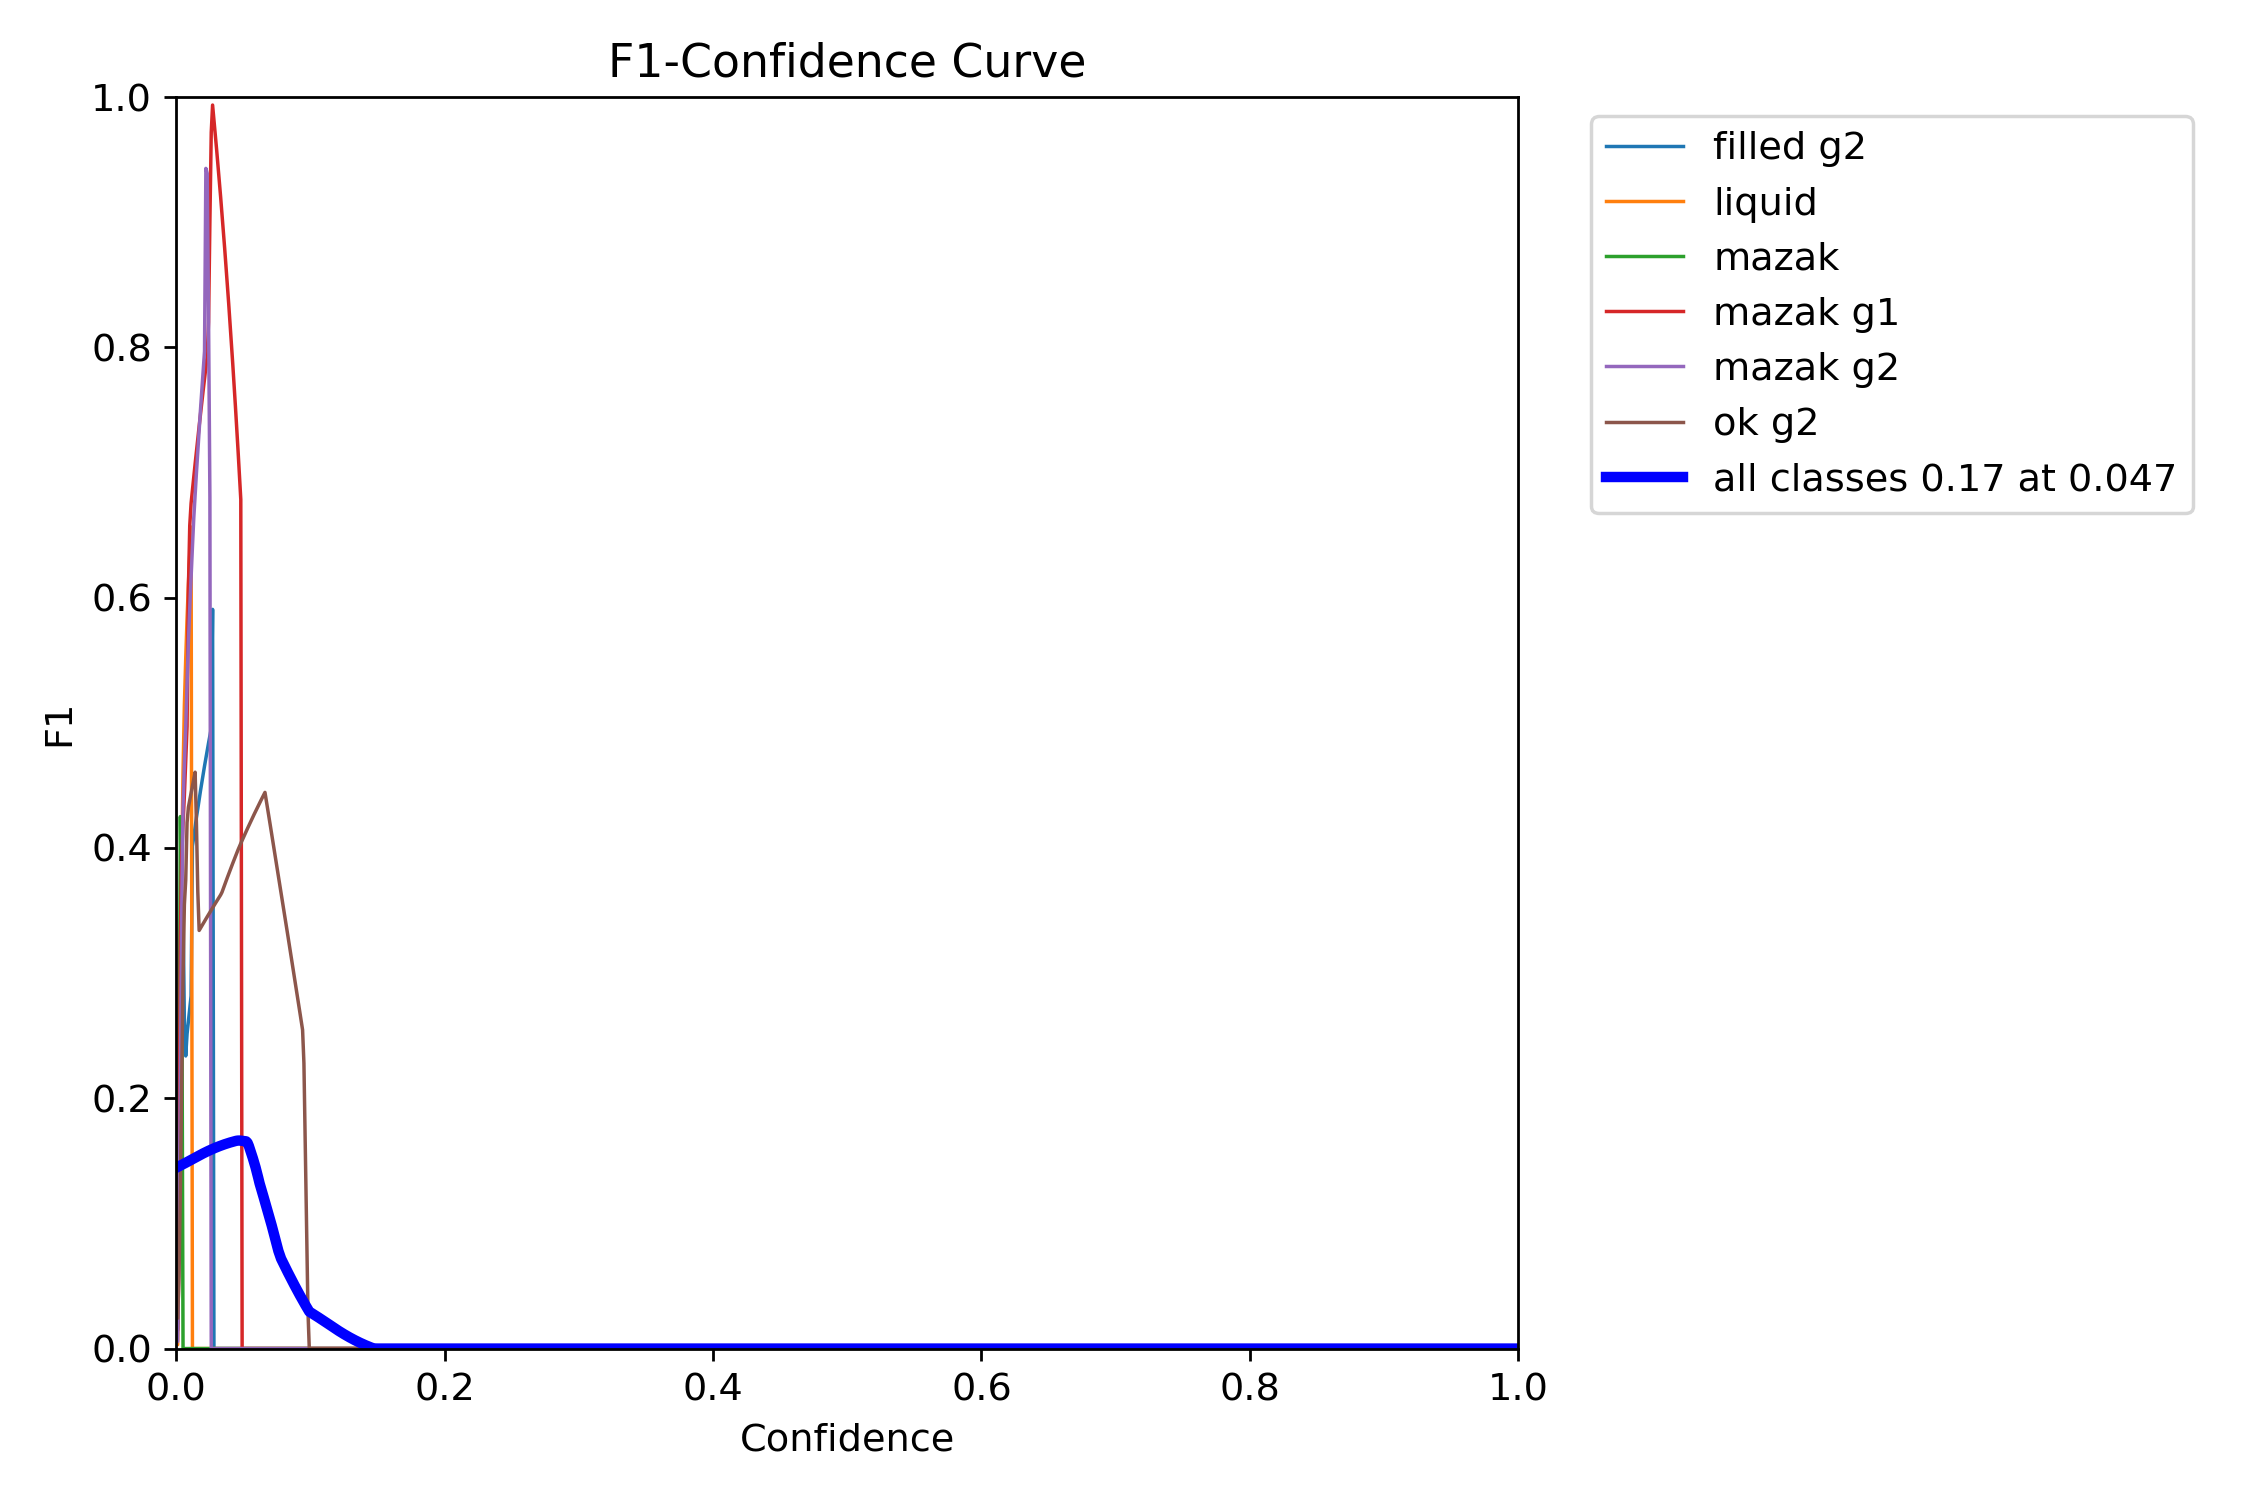 F1-Confidence Curve
1.0
0.8
0.6
0.4
0.2
0.0
F1
0.0 0.2 0.4 0.6 0.8 1.0
Confidence
filled g2
liquid
mazak
mazak g1
mazak g2
ok g2
all classes 0.17 at 0.047